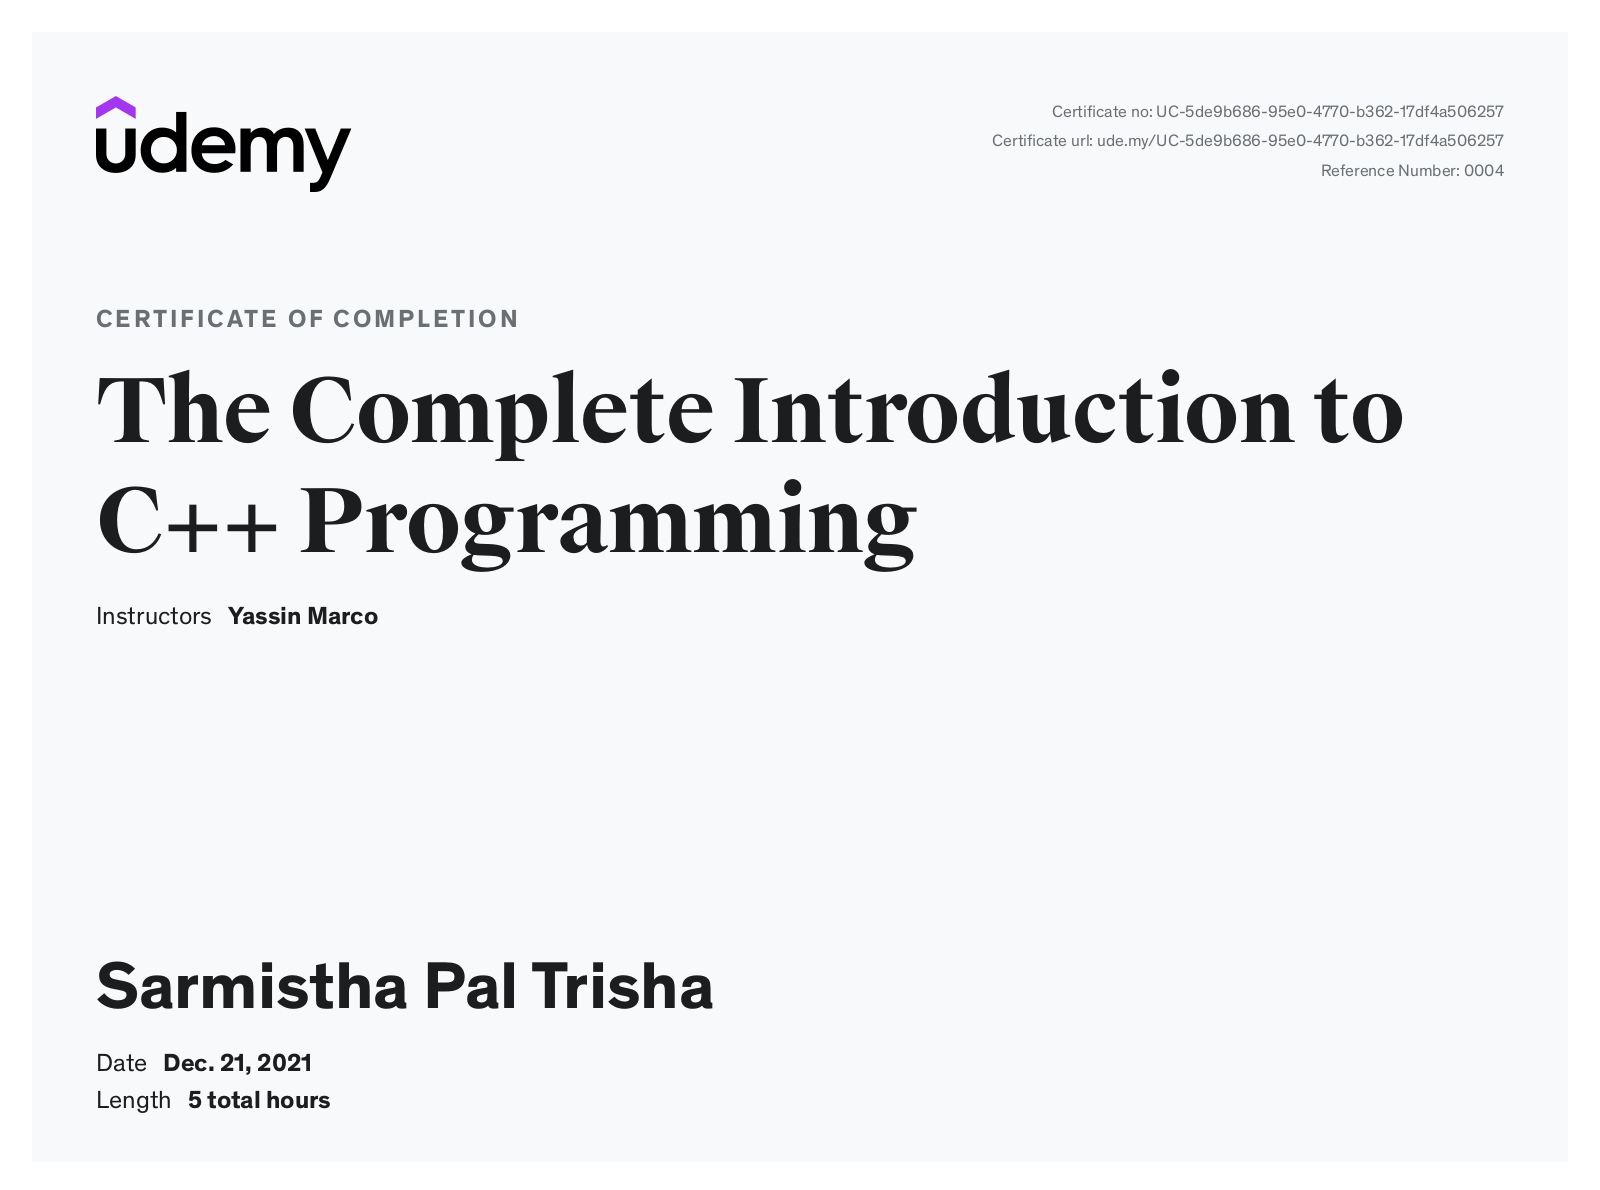 udemy
Certificate no: UC-5de9b686-95e0-4770-b362-17df4a506257
Certificate url: ude.my/UC-5de9b686-95e0-4770-b362-17df4a506257
Reference Number: 0004
CERTIFICATE OF COMPLETION
The Complete Introduction to
C++ Programming
Instructors Yassin Marco
Sarmistha Pal Trisha
Date Dec. 21, 2021
Length 5 total hours